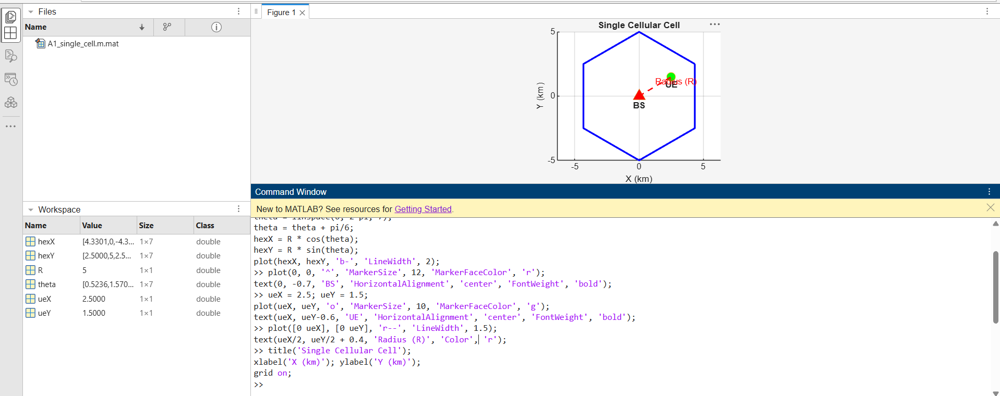 Files
Name
A1_single_cell.m.mat
Workspace
Name Value Size Class
hexX [4.3301,0,-4.3... 1×7 double
hexY [2.5000,5,2.5... 1×7 double
R 5 1×1 double
theta [0.5236,1.570... 1×7 double
ueX 2.5000 1×1 double
ueY 1.5000 1×1 double
Figure 1
Single Cellular Cell
5
0
-5
Y (km)
Radius (R)
UE
BS
-5 0 5
X (km)
Command Window
New to MATLAB? See resources for Getting Started.
theta = linspace(0, 2*pi, 7);
theta = theta + pi/6;
hexX = R * cos(theta);
hexY = R * sin(theta);
plot(hexX, hexY, 'b-', 'LineWidth', 2);
>> plot(0, 0, '^', 'MarkerSize', 12, 'MarkerFaceColor', 'r');
text(0, -0.7, 'BS', 'HorizontalAlignment', 'center', 'FontWeight', 'bold');
>> ueX = 2.5; ueY = 1.5;
plot(ueX, ueY, 'o', 'MarkerSize', 10, 'MarkerFaceColor', 'g');
text(ueX, ueY-0.6, 'UE', 'HorizontalAlignment', 'center', 'FontWeight', 'bold');
>> plot([0 ueX], [0 ueY], 'r--', 'LineWidth', 1.5);
text(ueX/2, ueY/2 + 0.4, 'Radius (R)', 'Color', 'r');
>> title('Single Cellular Cell');
xlabel('X (km)'); ylabel('Y (km)');
grid on;
>>